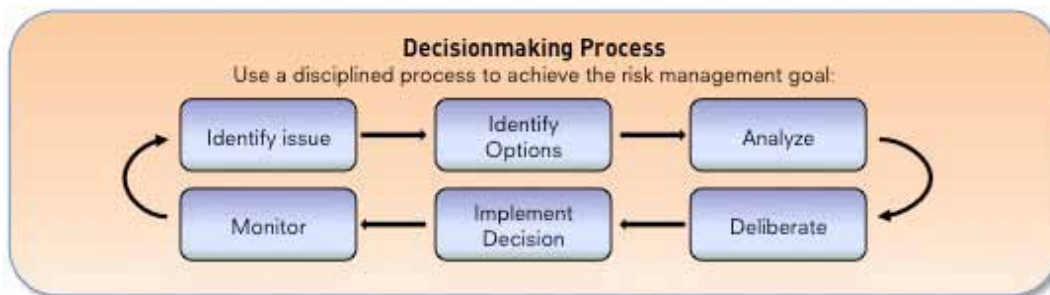 Decisionmaking Process
Use a disciplined process to achieve the risk management goal:
Identify issue
Identify
Options
Analyze
Deliberate
Implement
Decision
Monitor